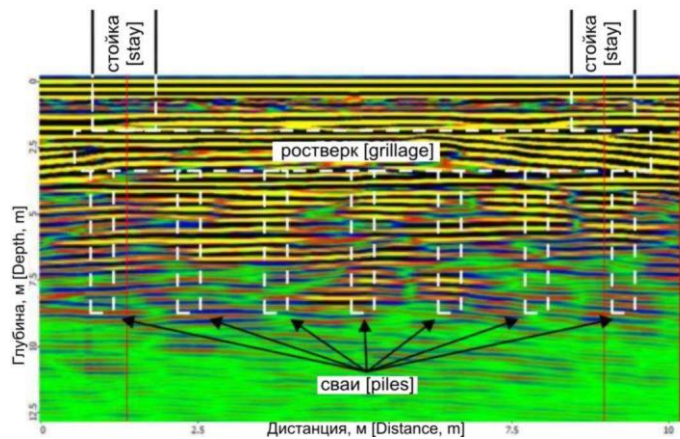 стойка
[stay]
стойка
[stay]
0
2.5
5
7.5
10
12.5
Глубина, м [Depth, m]
ростверк [grillage]
сваи [piles]
0
2.5
7.5
10
Дистанция, м [Distance, m]